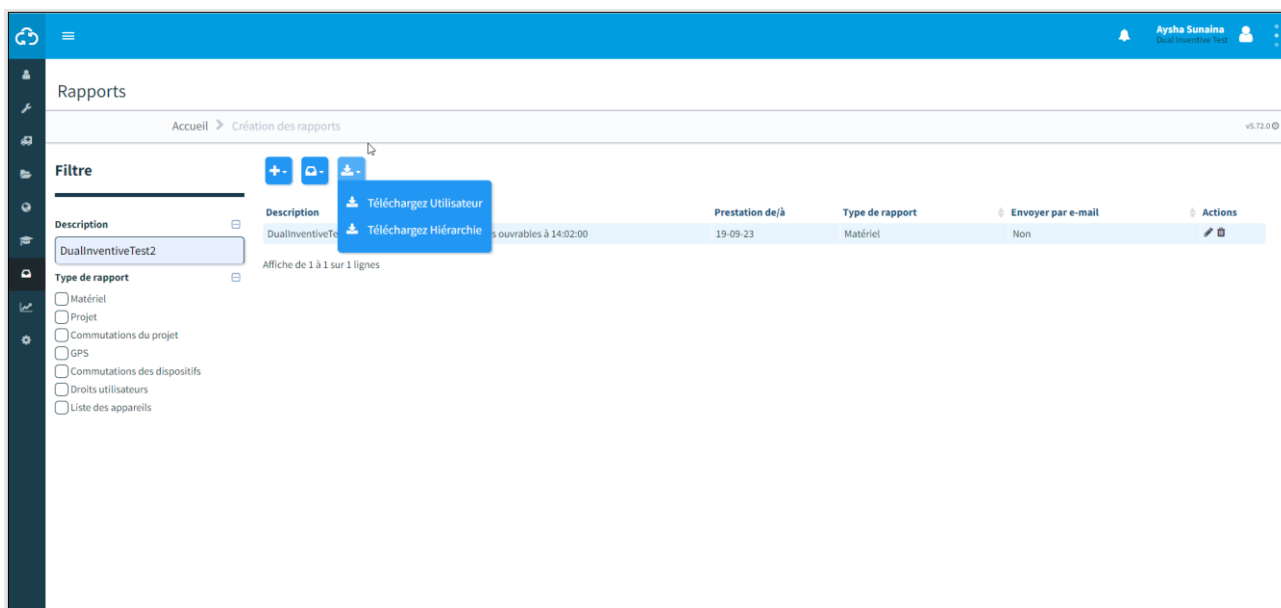 Aysha Sunaina
Dual Inventive Test
Rapports
Accueil Création des rapports
v5.72.0
Filtre
Description
DualInventiveTest2
Type de rapport
Matériel
Projet
Commutations du projet
GPS
Commutations des dispositifs
Droits utilisateurs
Liste des appareils
Téléchargez Utilisateur
Téléchargez Hiérarchie
Description Prestation de/à Type de rapport Envoyer par e-mail Actions
DualInventiveTe s ouvrables à 14:02:00 19-09-23 Matériel Non
Affiche de 1 à 1 sur 1 lignes